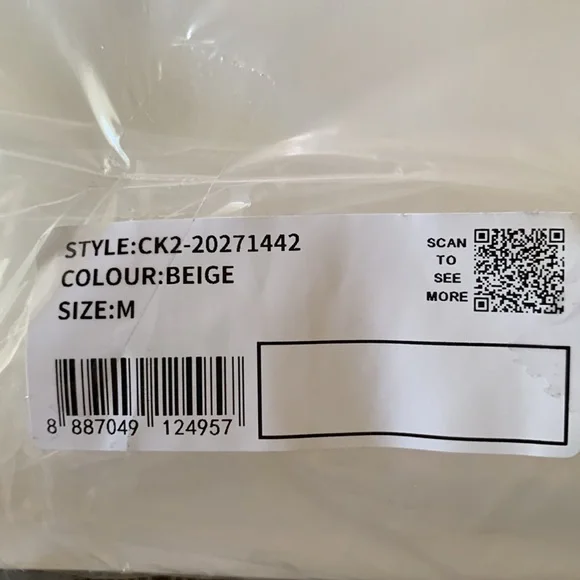 STYLE:CK2-20271442
COLOUR:BEIGE
SIZE:M
SCAN
TO
SEE
MORE
8 887049 124957